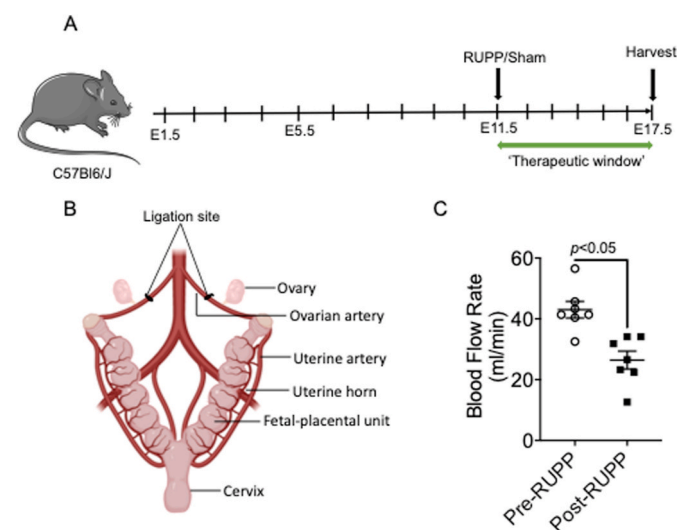 A
RUPP/Sham
Harvest
E1.5
E5.5
E11.5
E17.5
'Therapeutic window'
C57Bl6/J
B
Ligation site
Ovary
Ovarian artery
Uterine artery
Uterine horn
Fetal-placental unit
Cervix
C
p<0.05
Blood Flow Rate
(ml/min)
60
40
20
0
Pre-RUPP
Post-RUPP